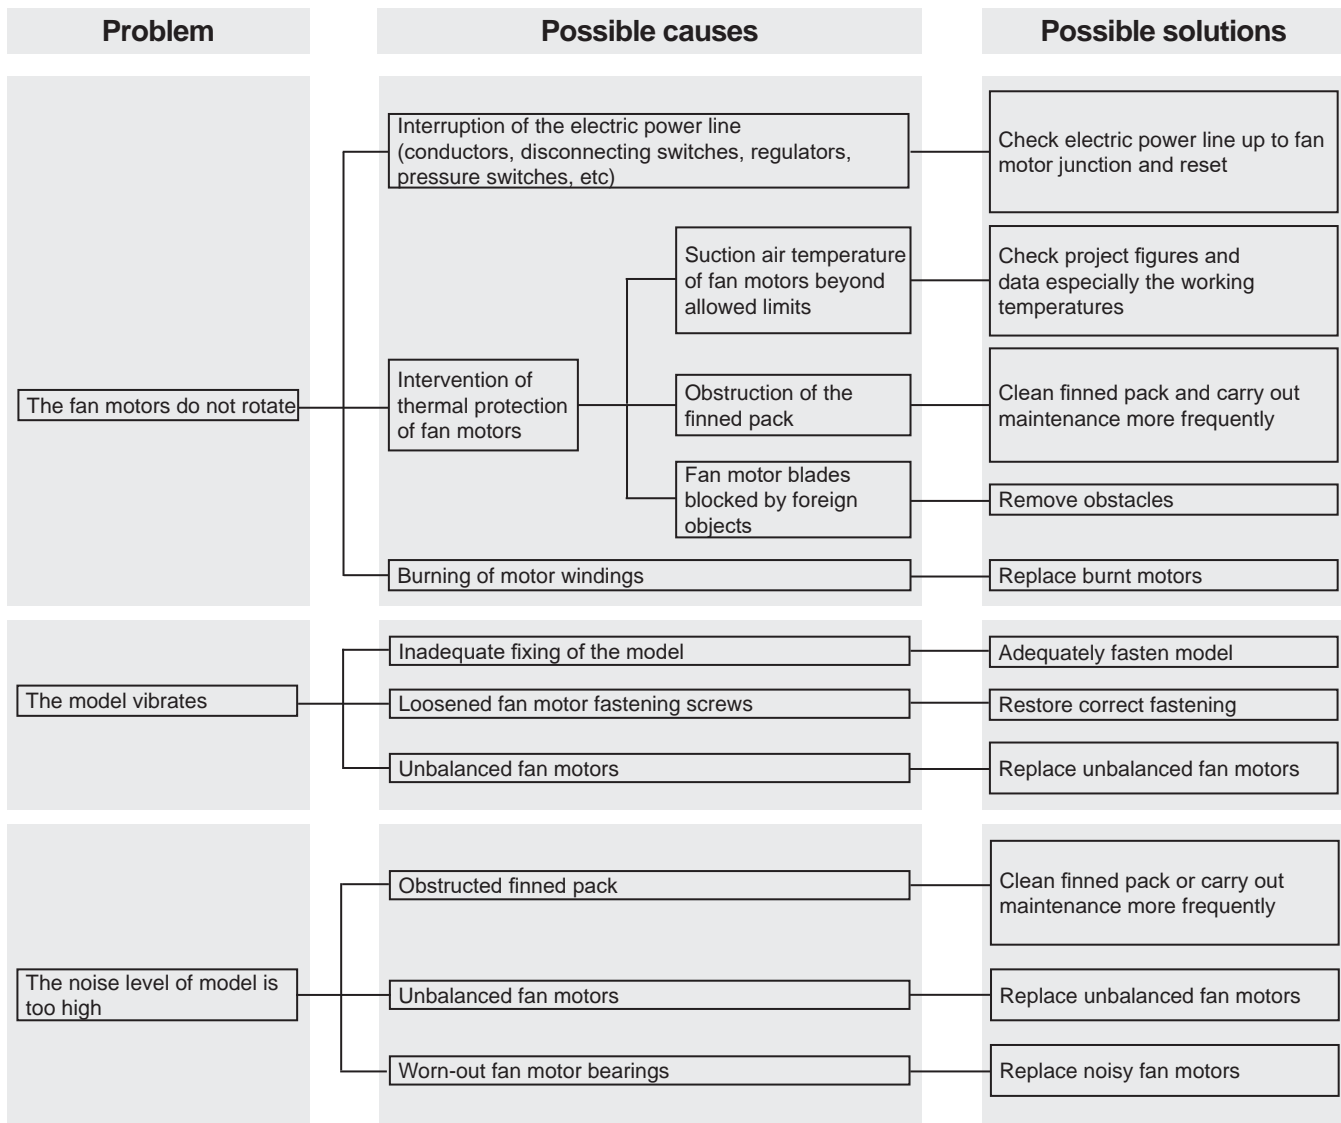 Problem
Possible causes
Possible solutions
The fan motors do not rotate
Interruption of the electric power line
(conductors, disconnecting switches, regulators,
pressure switches, etc)
Check electric power line up to fan
motor junction and reset
Intervention of
thermal protection
of fan motors
Suction air temperature
of fan motors beyond
allowed limits
Check project figures and
data especially the working
temperatures
Obstruction of the
finned pack
Clean finned pack and carry out
maintenance more frequently
Fan motor blades
blocked by foreign
objects
Remove obstacles
Burning of motor windings
Replace burnt motors
The model vibrates
Inadequate fixing of the model
Adequately fasten model
Loosened fan motor fastening screws
Restore correct fastening
Unbalanced fan motors
Replace unbalanced fan motors
The noise level of model is
too high
Obstructed finned pack
Clean finned pack or carry out
maintenance more frequently
Unbalanced fan motors
Replace unbalanced fan motors
Worn-out fan motor bearings
Replace noisy fan motors